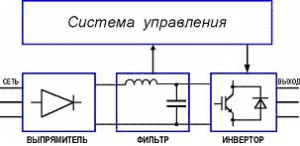 Система управления
СЕТЬ
ВЫХОД
ВЫПРЯМИТЕЛЬ
ФИЛЬТР
ИНВЕРТОР